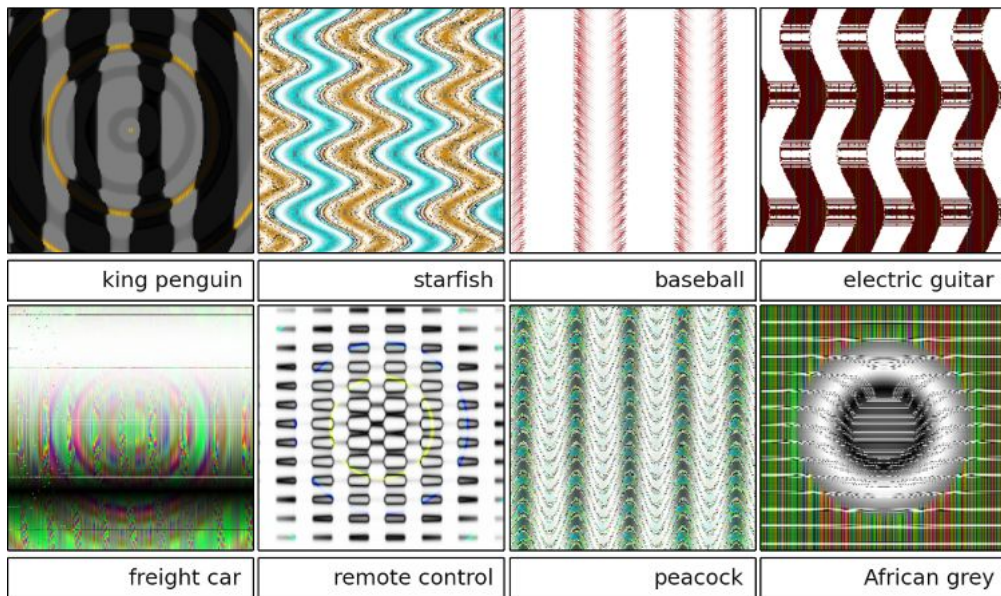 king penguin
starfish
baseball
electric guitar
freight car
remote control
peacock
African grey